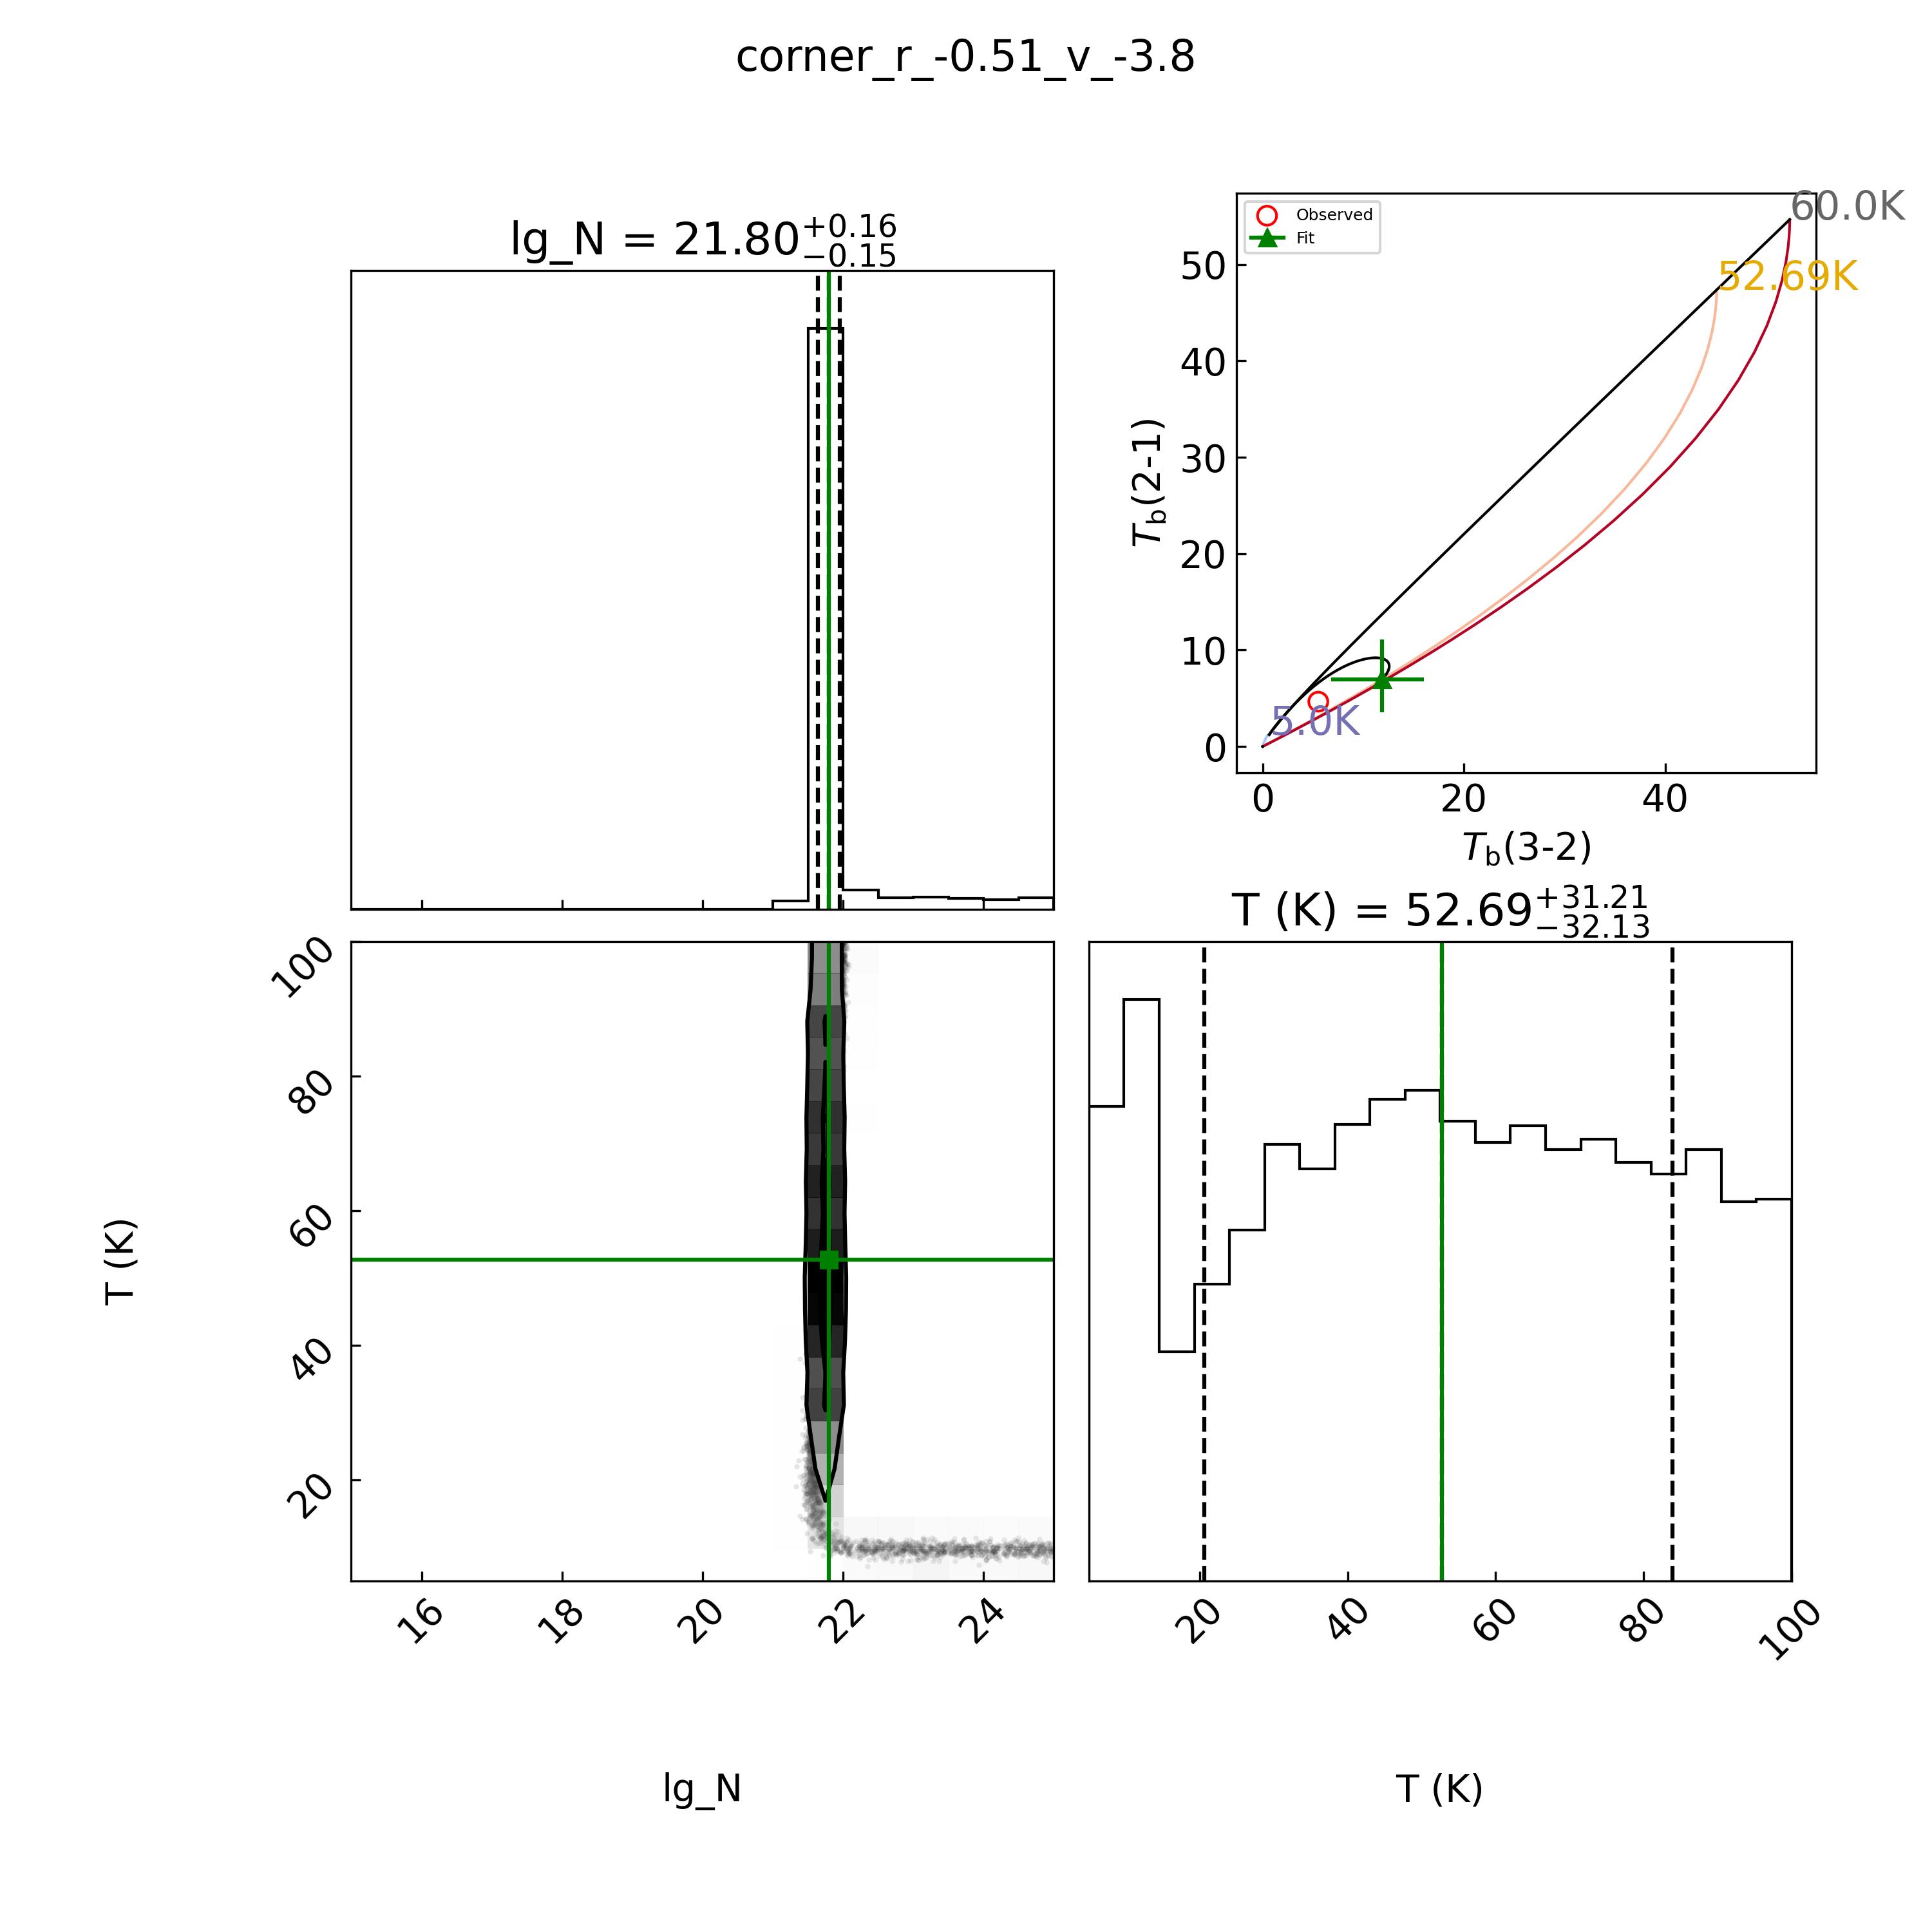 corner_r_-0.51_v_-3.8
lg_N = 21.80+0.16−0.15
Observed
Fit
60.0K
52.69K
5.0K
50
40
30
20
10
0
Tb(2-1)
0 20 40
Tb(3-2)
T (K) = 52.69+31.21−32.13
100
80
60
40
20
T (K)
16 18 20 22 24
lg_N
20 40 60 80 100
T (K)